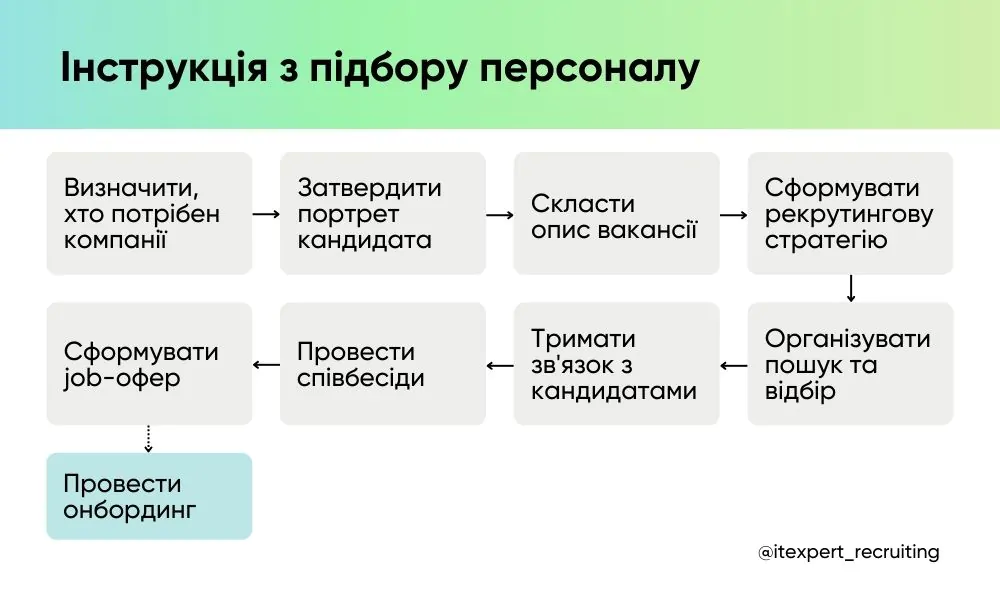 Інструкція з підбору персоналу
Визначити,
хто потрібен
компанії
Затвердити
портрет
кандидата
Скласти
опис вакансії
Сформувати
рекрутингову
стратегію
Організувати
пошук та
відбір
Тримати
зв'язок з
кандидатами
Провести
співбесіди
Сформувати
job-офер
Провести
онбординг
@itexpert_recruiting